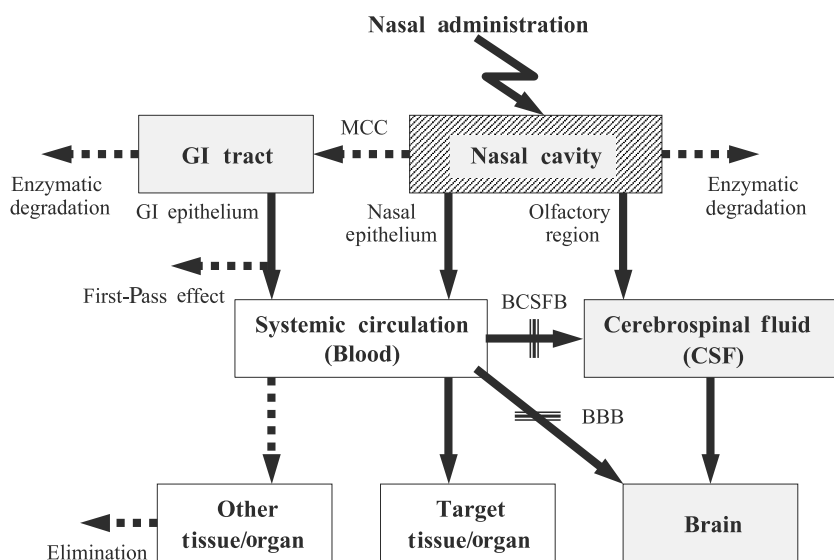 Nasal administration
MCC
GI tract
Nasal cavity
Enzymatic
degradation
GI epithelium
Nasal
epithelium
Olfactory
region
Enzymatic
degradation
First-Pass effect
BCSFB
Systemic circulation
(Blood)
Cerebrospinal fluid
(CSF)
BBB
Other
tissue/organ
Target
tissue/organ
Brain
Elimination